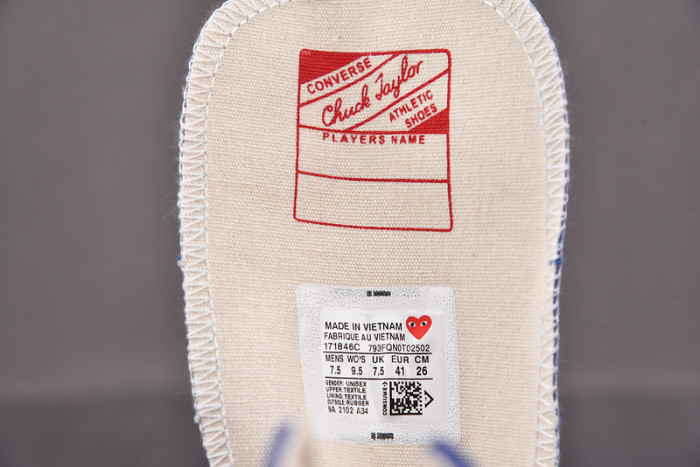 CONVERSE
Chuck Taylor
ATHLETIC
SHOES
PLAYERS NAME
MADE IN VIETNAM
FABRIQUE AU VIETNAM
171846C 793FQN0T02502
MENS WO'S UK EUR CM
7.5 9.5 7.5 41 26
GENDER: UNISEX
UPPER: TEXTILE
LINING: TEXTILE
OUTSOLE: RUBBER
9A 2102 A34
CONSUMER